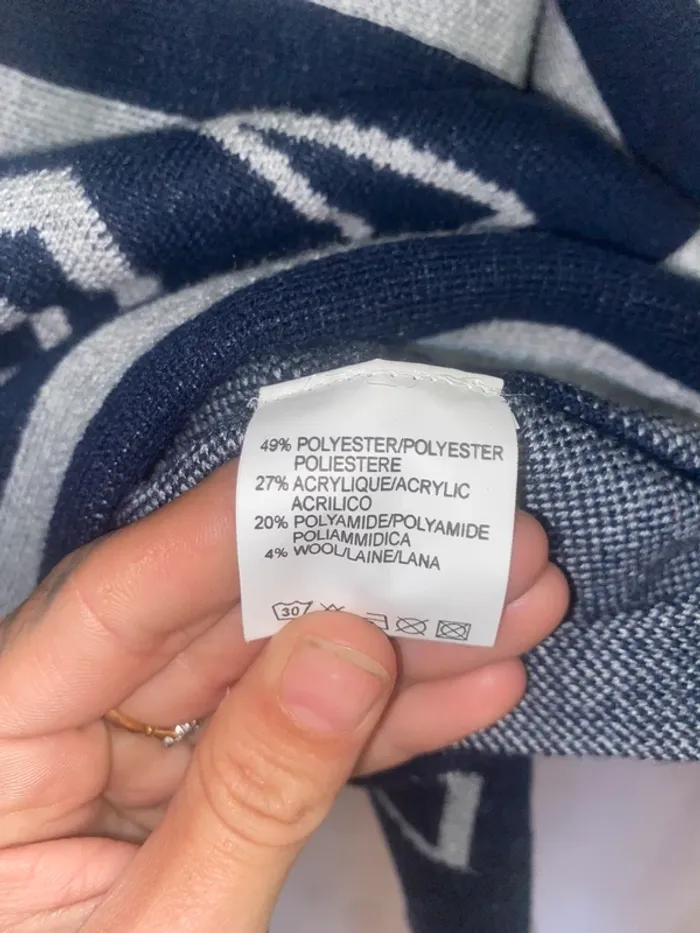 49% POLYESTER/POLYESTER
POLIESTERE
27% ACRYLIQUE/ACRYLIC
ACRILICO
20% POLYAMIDE/POLYAMIDE
POLIAMMIDICA
4% WOOL/LAINE/LANA
30